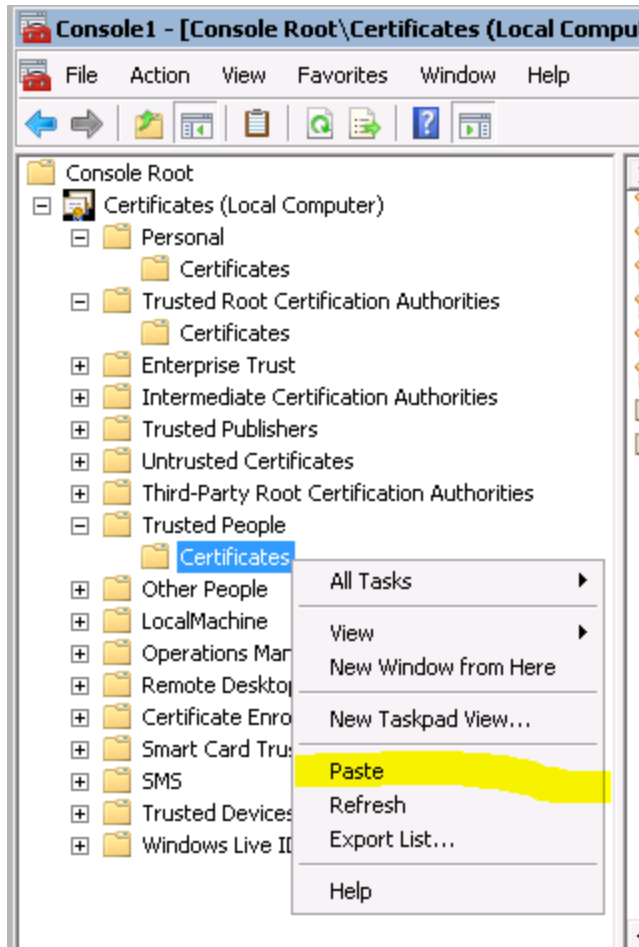 Console1 - [Console Root\Certificates (Local Compu
File Action View Favorites Window Help
Console Root
Certificates (Local Computer)
Personal
Certificates
Trusted Root Certification Authorities
Certificates
Enterprise Trust
Intermediate Certification Authorities
Trusted Publishers
Untrusted Certificates
Third-Party Root Certification Authorities
Trusted People
Certificates
All Tasks
Other People
LocalMachine
View
Operations Man
New Window from Here
Remote Desktop
Certificate Enro
New Taskpad View...
Smart Card Trus
Paste
SMS
Refresh
Trusted Devices
Export List...
Windows Live ID
Help